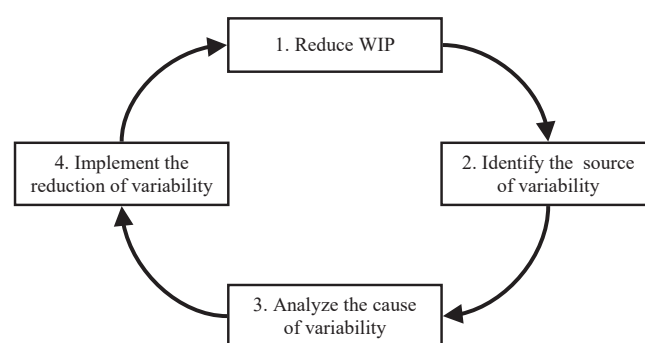 1. Reduce WIP
2. Identify the source
of variability
3. Analyze the cause
of variability
4. Implement the
reduction of variability